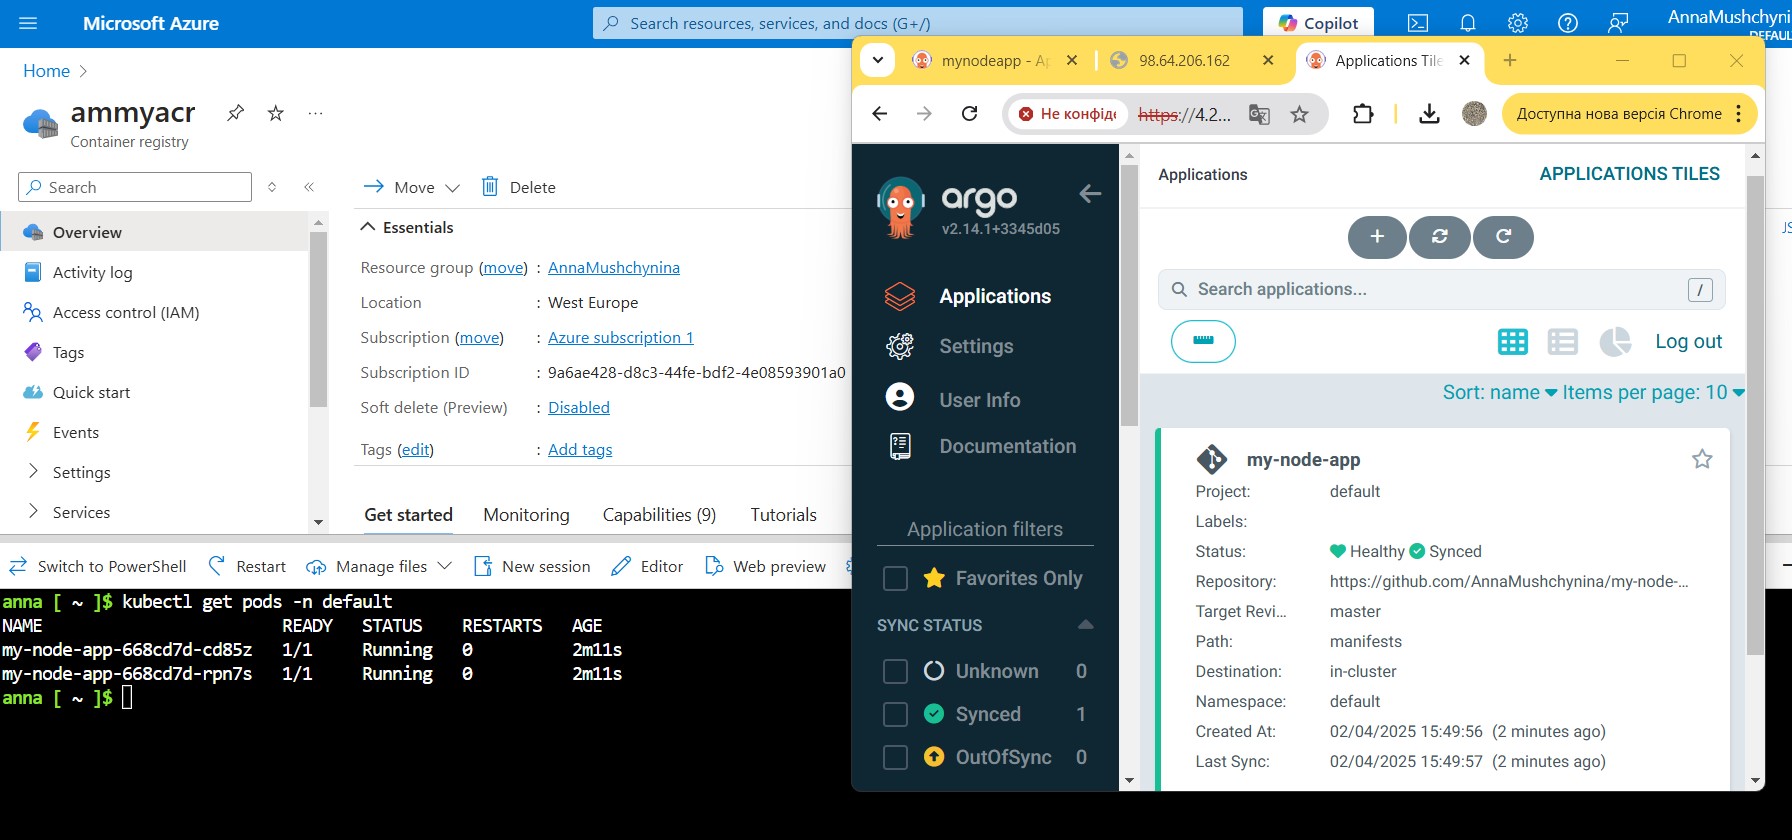 Microsoft Azure
Search resources, services, and docs (G+/)
Copilot
AnnaMushchyni
DEFAUL
Home
ammyacr
Container registry
Search
Overview
Activity log
Access control (IAM)
Tags
Quick start
Events
Settings
Services
Move
Delete
Essentials
Resource group (move) : AnnaMushchynina
Location : West Europe
Subscription (move) : Azure subscription 1
Subscription ID : 9a6ae428-d8c3-44fe-bdf2-4e08593901a0
Soft delete (Preview) : Disabled
Tags (edit) : Add tags
Get started Monitoring Capabilities (9) Tutorials
Switch to PowerShell Restart Manage files New session Editor Web preview
anna [ ~ ]$ kubectl get pods -n default
NAME READY STATUS RESTARTS AGE
my-node-app-668cd7d-cd85z 1/1 Running 0 2m11s
my-node-app-668cd7d-rpn7s 1/1 Running 0 2m11s
anna [ ~ ]$
mynodeapp - Ap
98.64.206.162
Applications Tile
Не конфіде
https://4.2...
Доступна нова версія Chrome
argo
v2.14.1+3345d05
Applications
Settings
User Info
Documentation
Application filters
Favorites Only
SYNC STATUS
Unknown 0
Synced 1
OutOfSync 0
Applications APPLICATIONS TILES
Search applications... /
Log out
Sort: name Items per page: 10
my-node-app
Project: default
Labels:
Status: Healthy Synced
Repository: https://github.com/AnnaMushchynina/my-node-...
Target Revi... master
Path: manifests
Destination: in-cluster
Namespace: default
Created At: 02/04/2025 15:49:56 (2 minutes ago)
Last Sync: 02/04/2025 15:49:57 (2 minutes ago)
JS